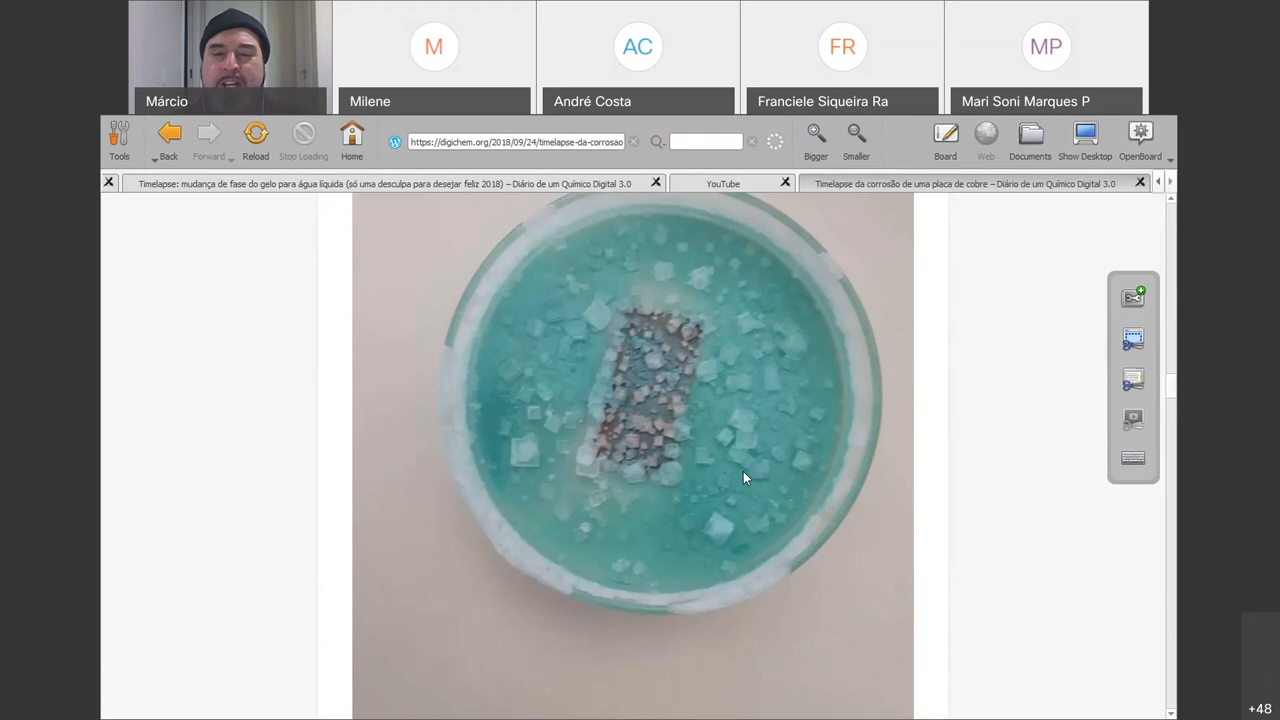 M
AC
FR
MP
Márcio
Milene
André Costa
Franciele Siqueira Ra
Mari Soni Marques P
Tools
Back
Forward
Reload
Stop Loading
Home
https://digichem.org/2018/09/24/timelapse-da-corrosao
Bigger
Smaller
Board
Web
Documents
Show Desktop
OpenBoard
Timelapse: mudança de fase do gelo para água líquida (só uma desculpa para desejar feliz 2018) – Diário de um Químico Digital 3.0
YouTube
Timelapse da corrosão de uma placa de cobre – Diário de um Químico Digital 3.0
+48